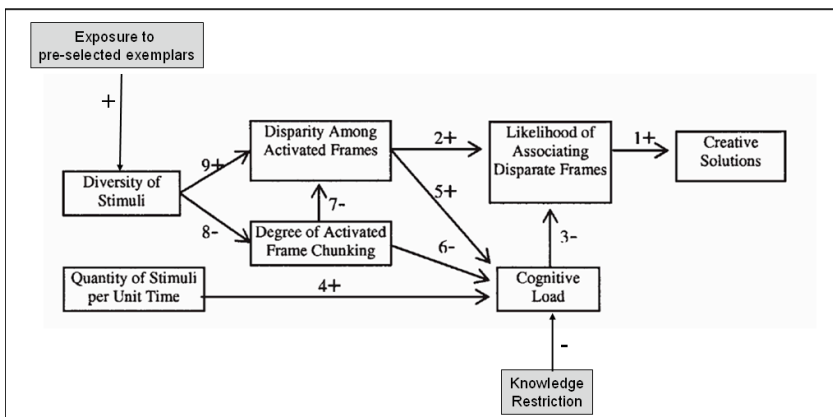 Exposure to
pre-selected exemplars
+
Disparity Among
Activated Frames
2+
Likelihood of
Associating
Disparate Frames
1+
Creative
Solutions
9+
Diversity of
Stimuli
5+
7-
8-
Degree of Activated
Frame Chunking
6-
3-
Quantity of Stimuli
per Unit Time
4+
Cognitive
Load
-
Knowledge
Restriction